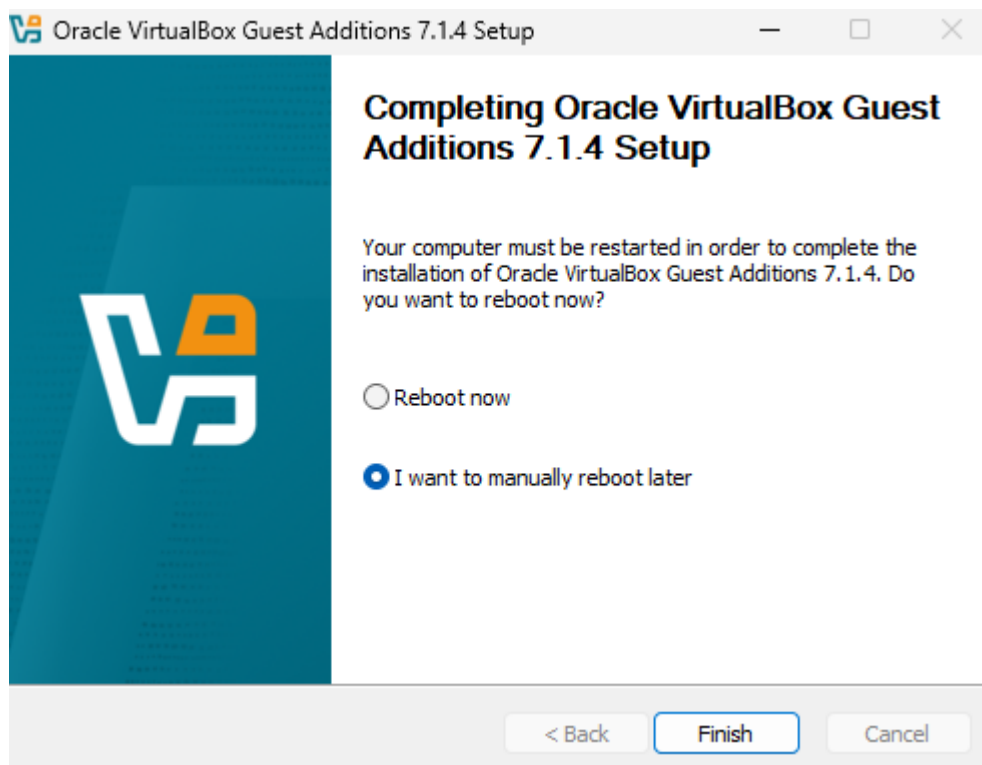 Oracle VirtualBox Guest Additions 7.1.4 Setup
Completing Oracle VirtualBox Guest
Additions 7.1.4 Setup
Your computer must be restarted in order to complete the
installation of Oracle VirtualBox Guest Additions 7.1.4. Do
you want to reboot now?
Reboot now
I want to manually reboot later
< Back
Finish
Cancel